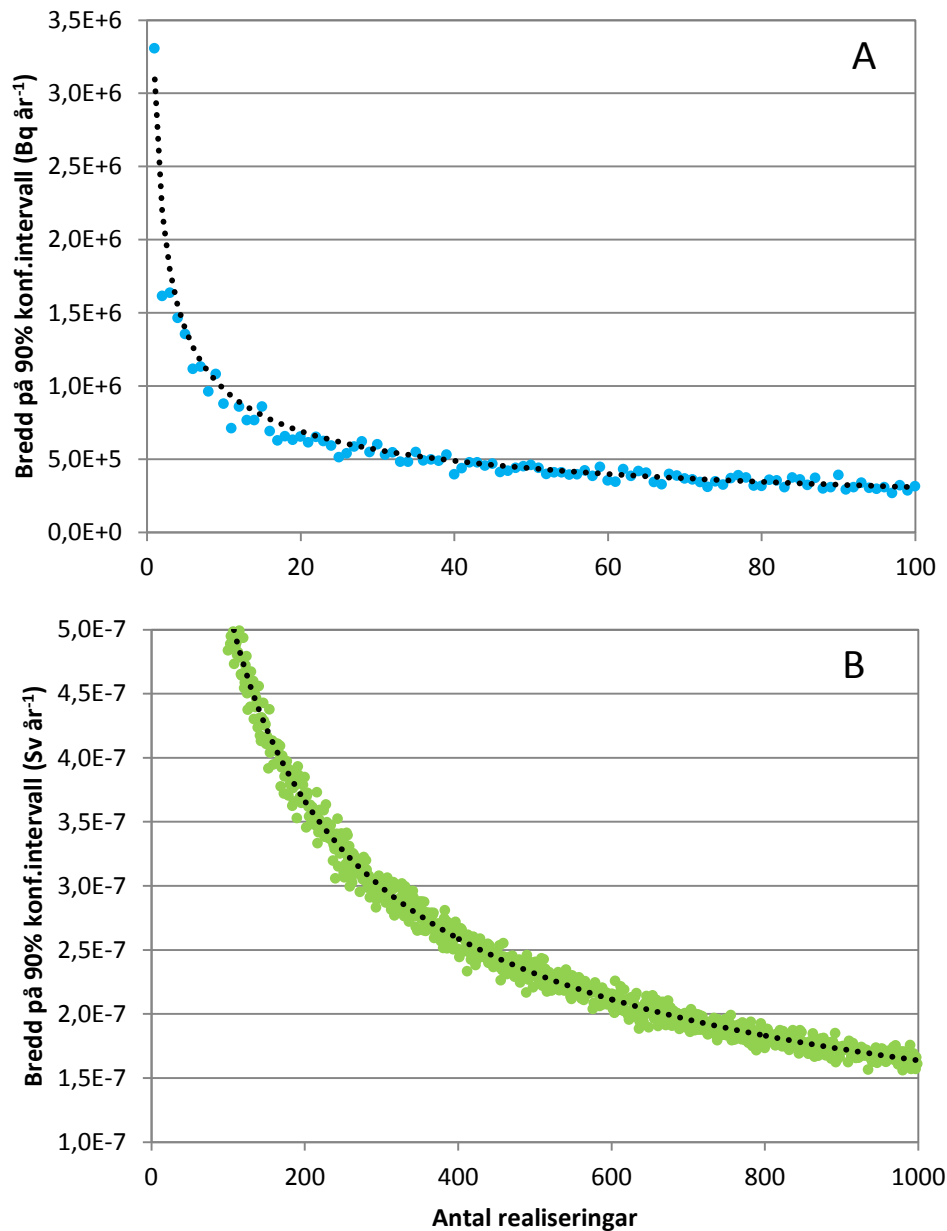 A
Bredd på 90% konf.intervall (Bq år-1)
3,5E+6
3,0E+6
2,5E+6
2,0E+6
1,5E+6
1,0E+6
5,0E+5
0,0E+0
0 20 40 60 80 100
B
Bredd på 90% konf.intervall (Sv år-1)
5,0E-7
4,5E-7
4,0E-7
3,5E-7
3,0E-7
2,5E-7
2,0E-7
1,5E-7
1,0E-7
0 200 400 600 800 1000
Antal realiseringar